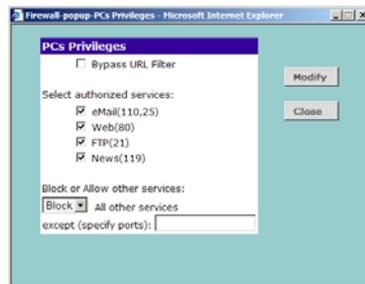 Firewall-popup-PCs Privileges - Microsoft Internet Explorer
PCs Privileges
Bypass URL Filter
Modify
Select authorized services:
eMail(110,25)
Close
Web(80)
FTP(21)
News(119)
Block or Allow other services:
Block All other services
except (specify ports):